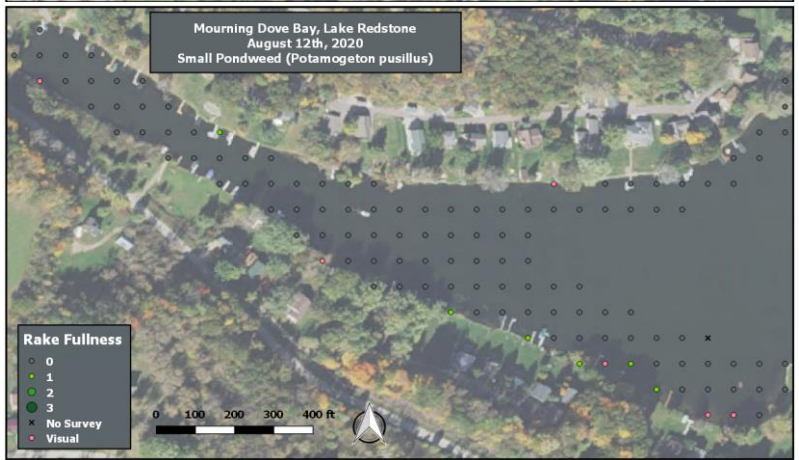 Mourning Dove Bay, Lake Redstone
August 12th, 2020
Small Pondweed (Potamogeton pusillus)
Rake Fullness
0
1
2
3
No Survey
Visual
0 100 200 300 400 ft